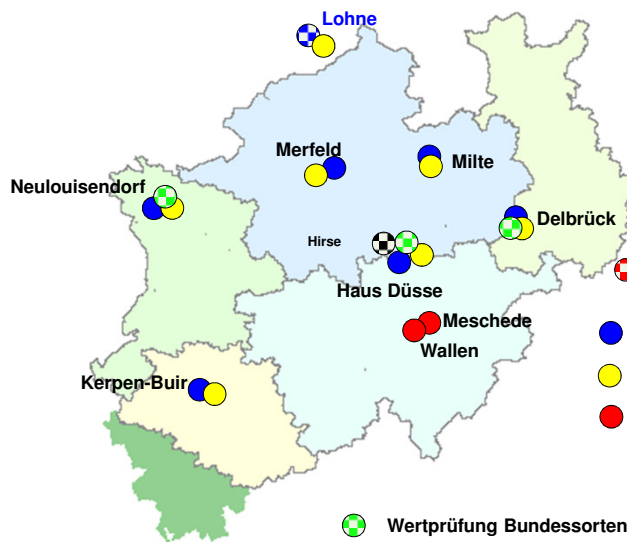 Lohne
Merfeld
Milte
Neulouisendorf
Delbrück
Hirse
Haus Düsse
Meschede
Wallen
Kerpen-Buir
Wertprüfung Bundessorten